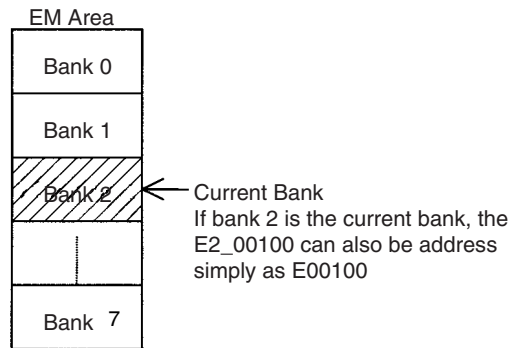 EM Area
Bank 0
Bank 1
Bank 2
Current Bank
If bank 2 is the current bank, the
E2_00100 can also be address
simply as E00100
Bank 7